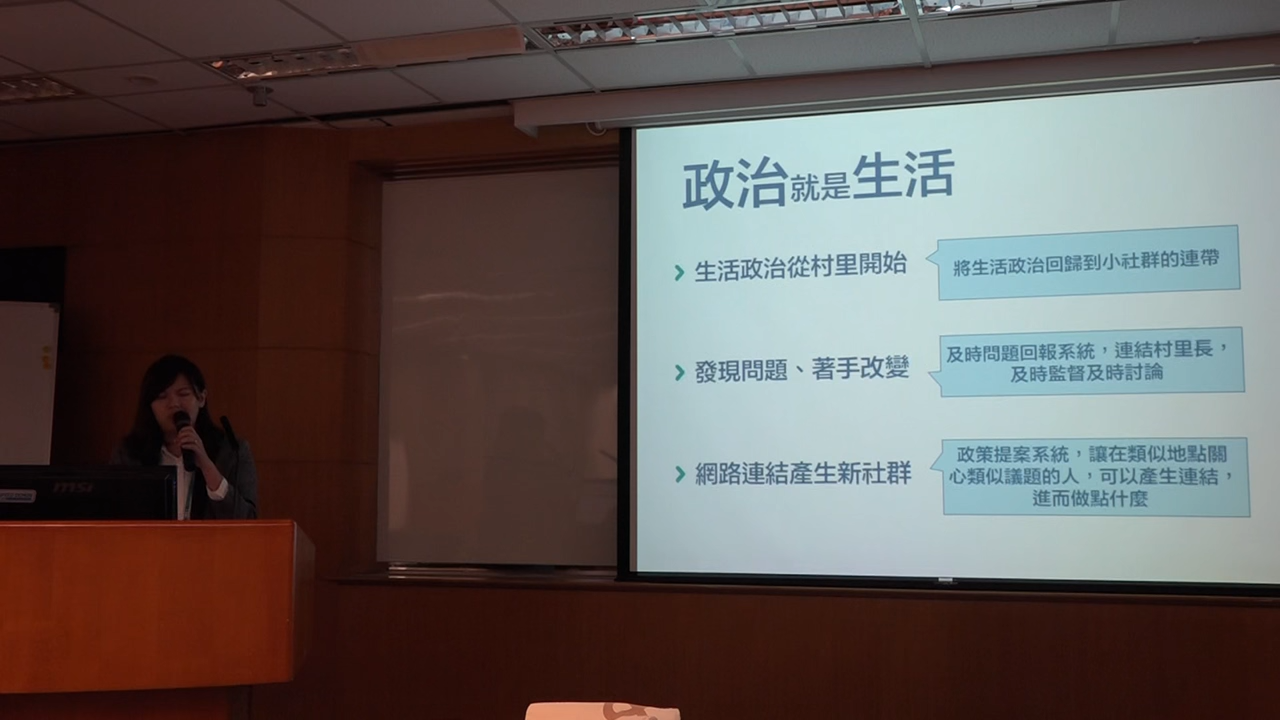 政治就是生活
生活政治從村里開始
將生活政治回歸到小社群的連帶
發現問題、著手改變
及時問題回報系統，連結村里長，
及時監督及時討論
網路連結產生新社群
政策提案系統，讓在類似地點關
心類似議題的人，可以產生連結，
進而做點什麼
msi